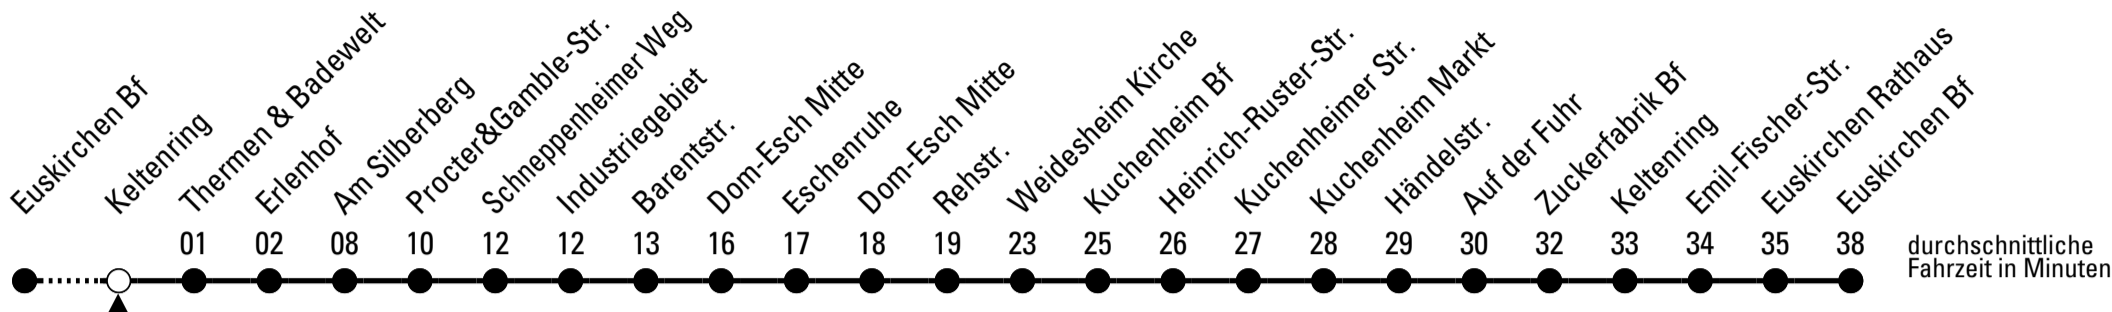 Euskirchen Bf
Keltenring
Thermen & Badewelt
Erlenhof
Am Silberberg
Procter&Gamble-Str.
Schneppenheimer Weg
Industriegebiet
Barentstr.
Dom-Esch Mitte
Eschenruhe
Dom-Esch Mitte
Rehstr.
Weidesheim Kirche
Kuchenheim Bf
Heinrich-Ruster-Str.
Kuchenheimer Str.
Kuchenheim Markt
Händelstr.
Auf der Fuhr
Zuckerfabrik Bf
Keltenring
Emil-Fischer-Str.
Euskirchen Rathaus
Euskirchen Bf
01 02 08 10 12 12 13 16 17 18 19 23 25 26 27 28 29 30 32 33 34 35 38
durchschnittliche
Fahrzeit in Minuten